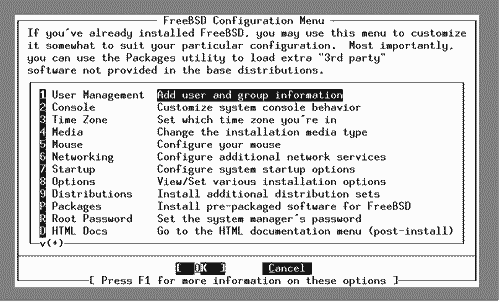 FreeBSD Configuration Menu
If you've already installed FreeBSD, you may use this menu to customize
it somewhat to suit your particular configuration. Most importantly,
you can use the Packages utility to load extra "3rd party"
software not provided in the base distributions.
1 User Management Add user and group information
2 Console Customize system console behavior
3 Time Zone Set which time zone you're in
4 Media Change the installation media type
5 Mouse Configure your mouse
6 Networking Configure additional network services
7 Startup Configure system startup options
8 Options View/Set various installation options
9 Distributions Install additional distribution sets
P Packages Install pre-packaged software for FreeBSD
R Root Password Set the system manager's password
D HTML Docs Go to the HTML documentation menu (post-install)
v(+)
[ OK ] Cancel
[ Press F1 for more information on these options ]